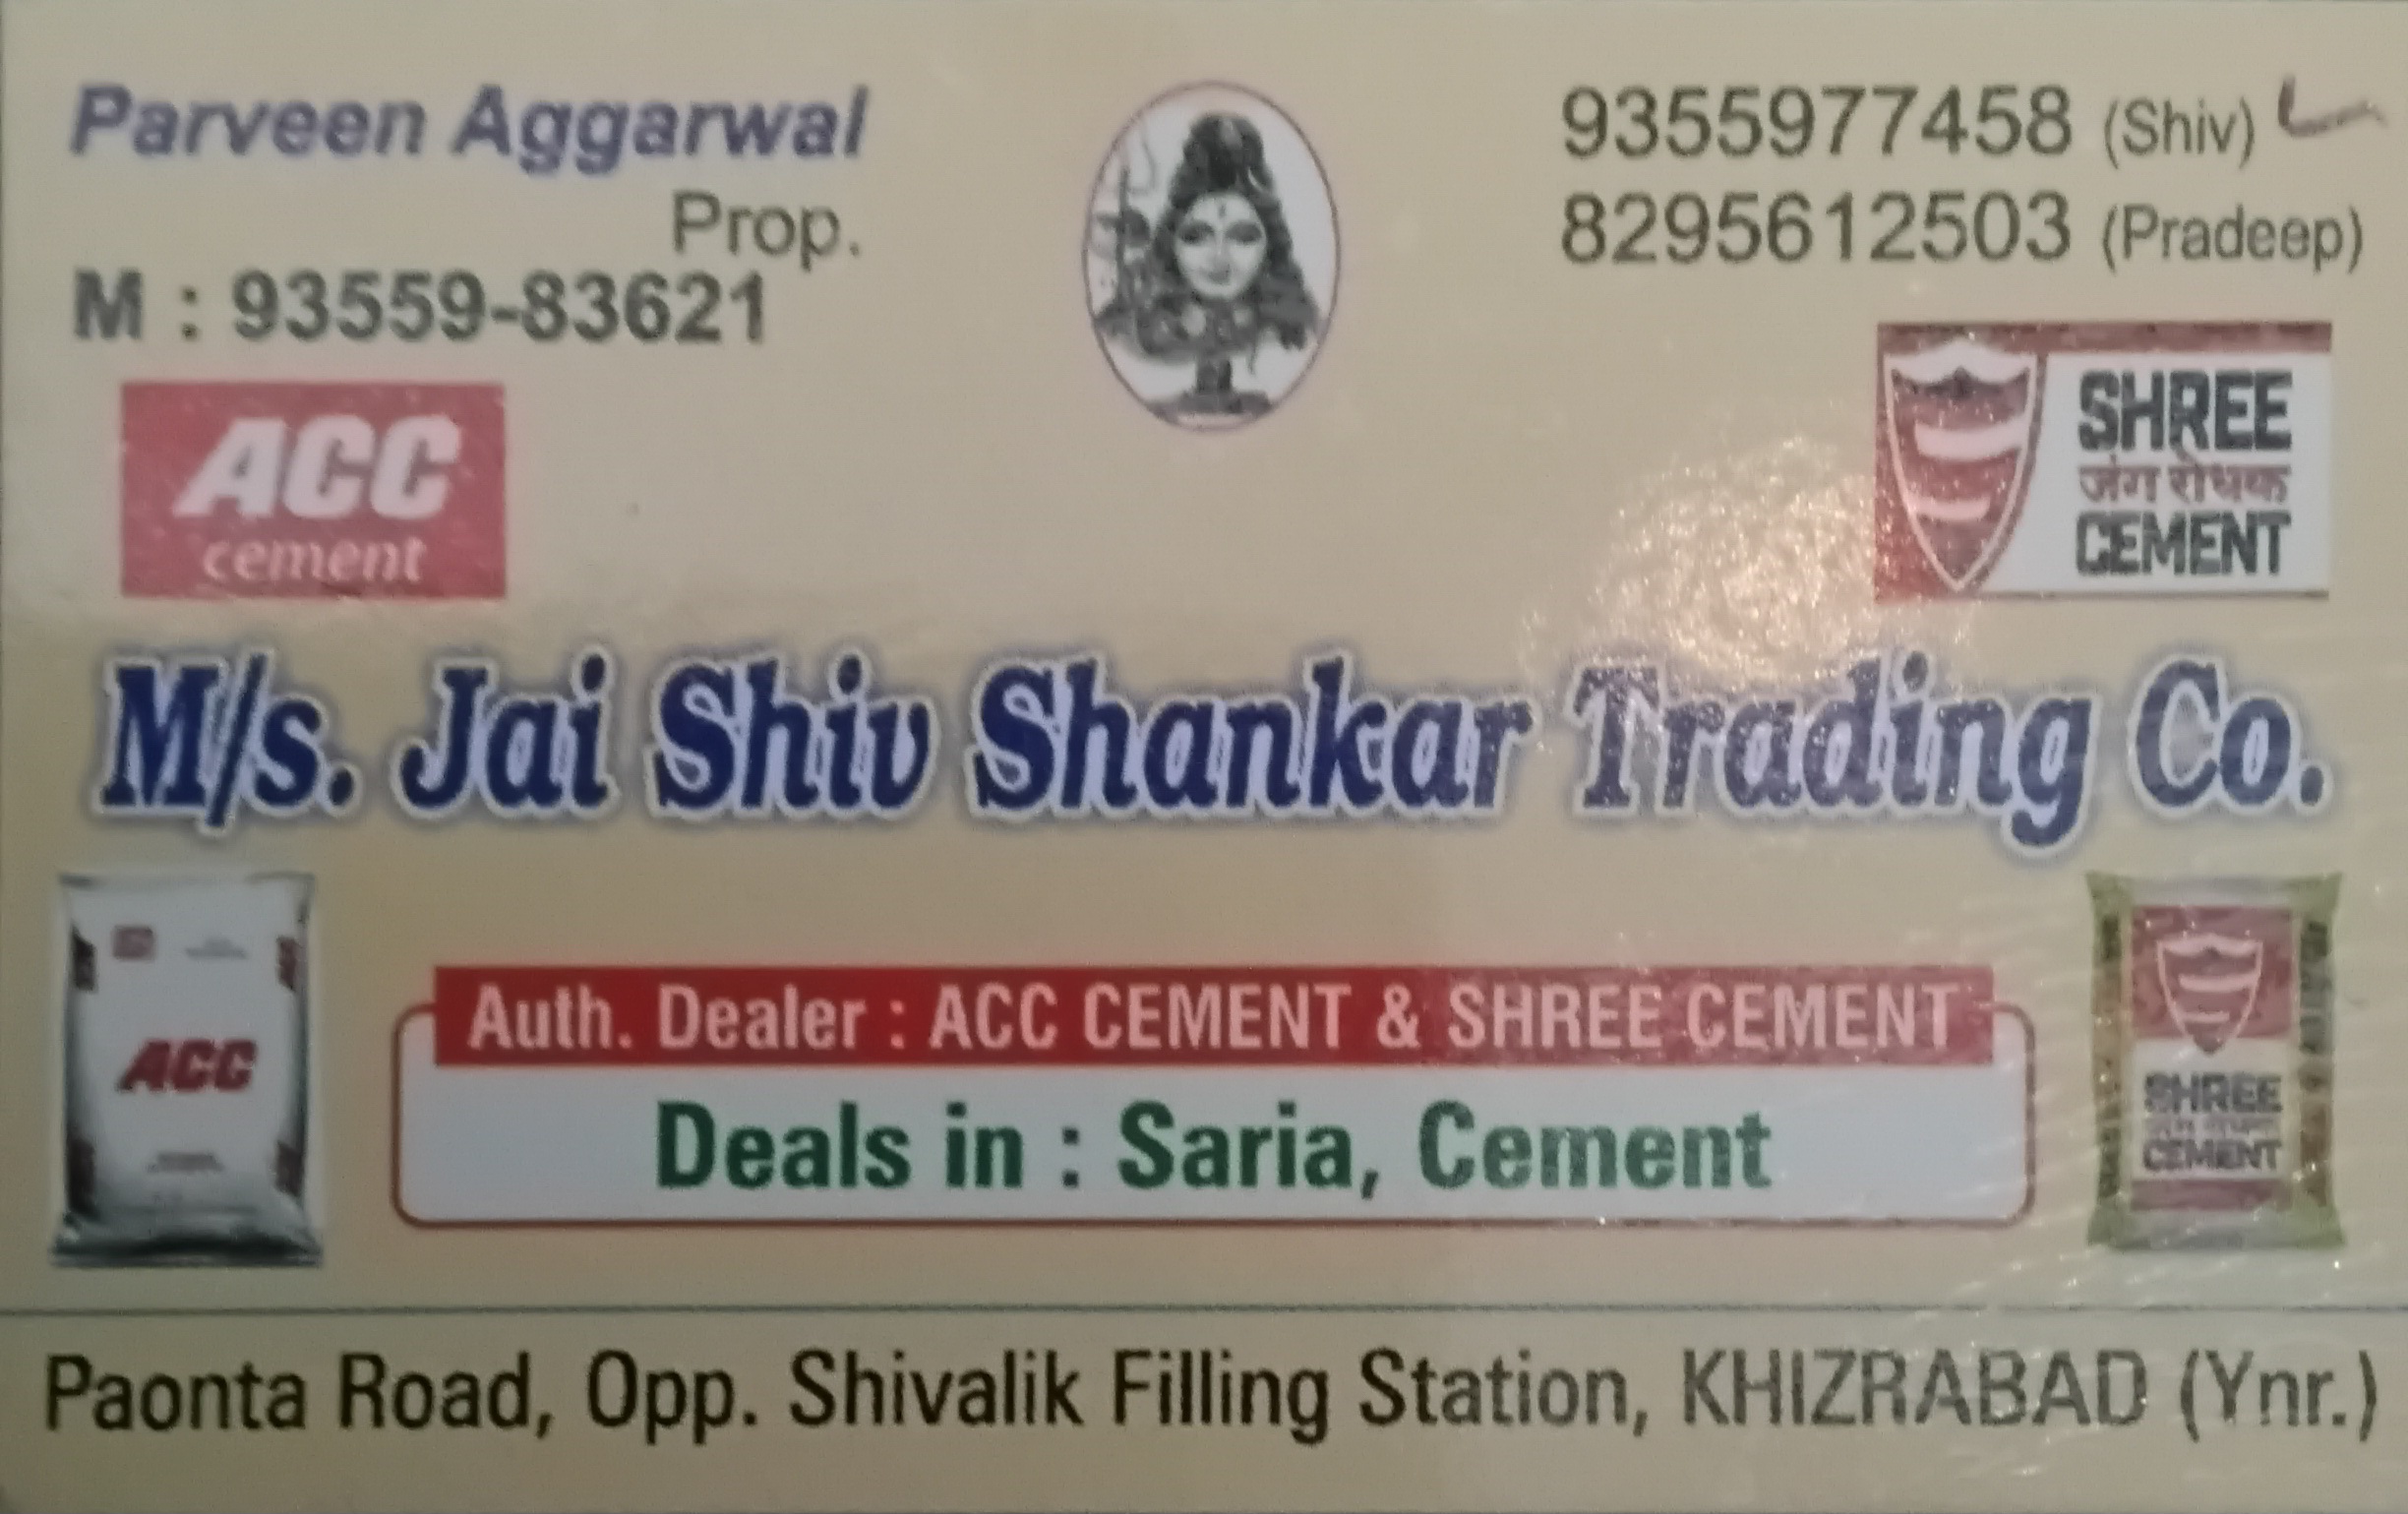 Parveen Aggarwal
Prop.
M : 93559-83621
9355977458 (Shiv)
8295612503 (Pradeep)
ACC
cement
SHREE
जंग रोधक
CEMENT
M/s. Jai Shiv Shankar Trading Co.
ACC
Auth. Dealer : ACC CEMENT & SHREE CEMENT
Deals in : Saria, Cement
SHREE
जंग रोधक
CEMENT
Paonta Road, Opp. Shivalik Filling Station, KHIZRABAD (Ynr.)